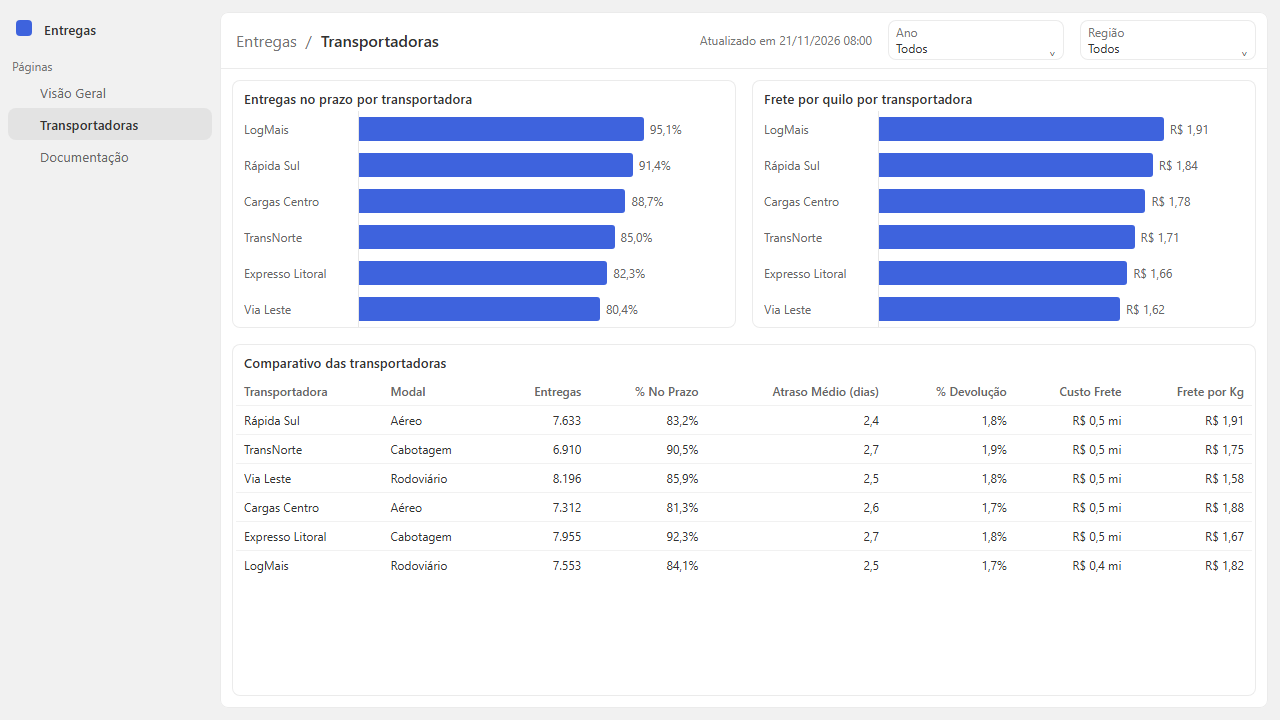 Entregas
Páginas
Visão Geral
Transportadoras
Documentação
Entregas / Transportadoras
Atualizado em 21/11/2026 08:00
Ano
Todos
Região
Todos
Entregas no prazo por transportadora
LogMais 95,1%
Rápida Sul 91,4%
Cargas Centro 88,7%
TransNorte 85,0%
Expresso Litoral 82,3%
Via Leste 80,4%
Frete por quilo por transportadora
LogMais R$ 1,91
Rápida Sul R$ 1,84
Cargas Centro R$ 1,78
TransNorte R$ 1,71
Expresso Litoral R$ 1,66
Via Leste R$ 1,62
Comparativo das transportadoras
Transportadora Modal Entregas % No Prazo Atraso Médio (dias) % Devolução Custo Frete Frete por Kg
Rápida Sul Aéreo 7.633 83,2% 2,4 1,8% R$ 0,5 mi R$ 1,91
TransNorte Cabotagem 6.910 90,5% 2,7 1,9% R$ 0,5 mi R$ 1,75
Via Leste Rodoviário 8.196 85,9% 2,5 1,8% R$ 0,5 mi R$ 1,58
Cargas Centro Aéreo 7.312 81,3% 2,6 1,7% R$ 0,5 mi R$ 1,88
Expresso Litoral Cabotagem 7.955 92,3% 2,7 1,8% R$ 0,5 mi R$ 1,67
LogMais Rodoviário 7.553 84,1% 2,5 1,7% R$ 0,4 mi R$ 1,82